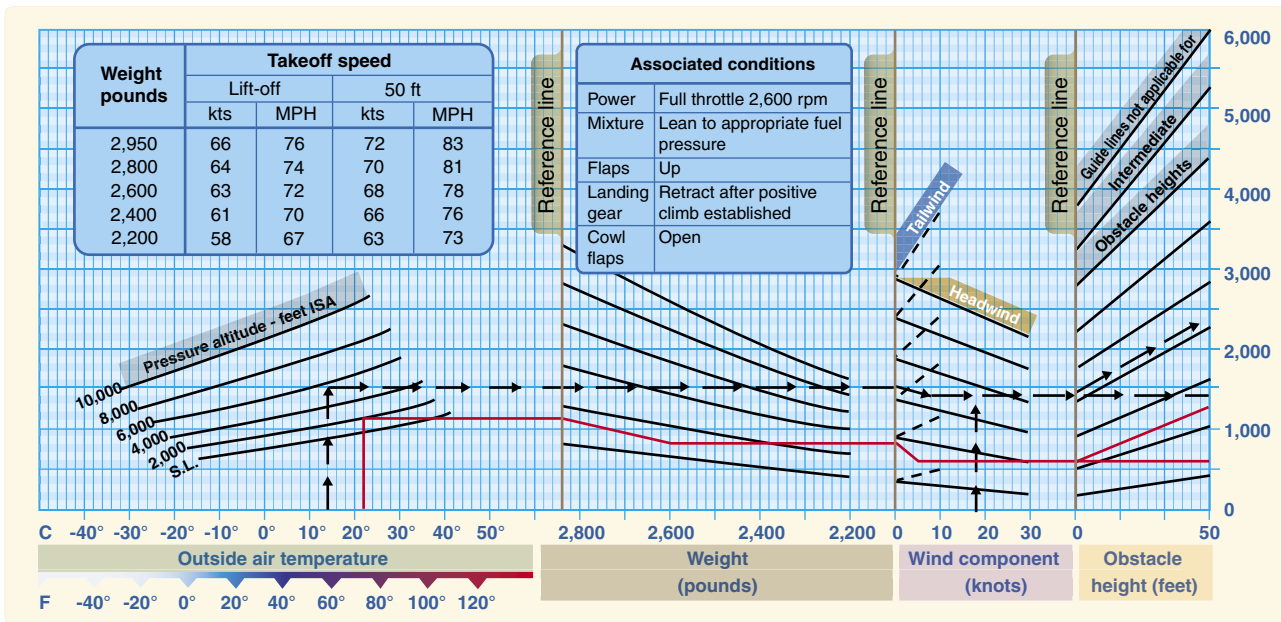 Weight pounds
Takeoff speed
Lift-off
50 ft
kts MPH kts MPH
2,950 66 76 72 83
2,800 64 74 70 81
2,600 63 72 68 78
2,400 61 70 66 76
2,200 58 67 63 73
Reference line
Associated conditions
Power Full throttle 2,600 rpm
Mixture Lean to appropriate fuel
pressure
Flaps Up
Landing Retract after positive
gear climb established
Cowl Open
flaps
Reference line
Tailwind
Headwind
Reference line
Guide lines not applicable for
Intermediate
Obstacle heights
6,000
5,000
4,000
3,000
2,000
1,000
0
Pressure altitude - feet ISA
10,000
8,000
6,000
4,000
2,000
S.L.
C -40° -30° -20° -10° 0° 10° 20° 30° 40° 50°
2,800 2,600 2,400 2,200
0 10 20 30
0 50
Outside air temperature
F -40° -20° 0° 20° 40° 60° 80° 100° 120°
Weight
(pounds)
Wind component
(knots)
Obstacle
height (feet)